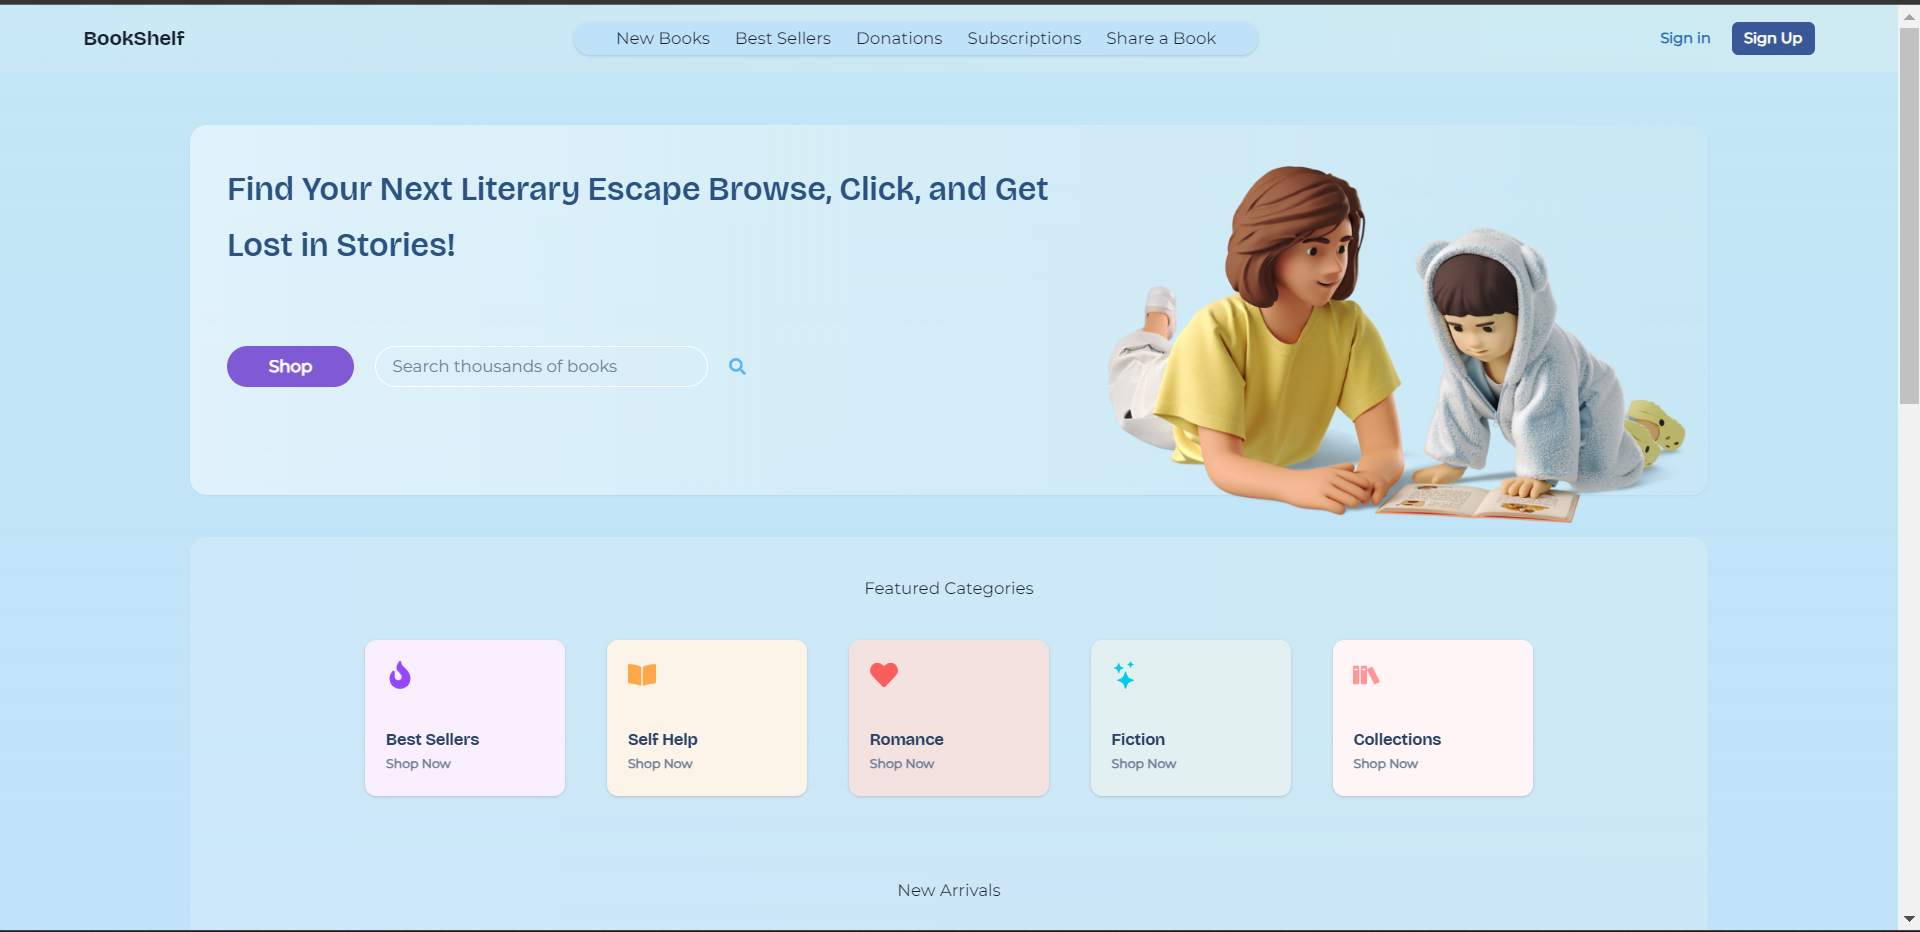 BookShelf
New Books Best Sellers Donations Subscriptions Share a Book
Sign in Sign Up
Find Your Next Literary Escape Browse, Click, and Get
Lost in Stories!
Shop
Search thousands of books
Featured Categories
Best Sellers
Shop Now
Self Help
Shop Now
Romance
Shop Now
Fiction
Shop Now
Collections
Shop Now
New Arrivals